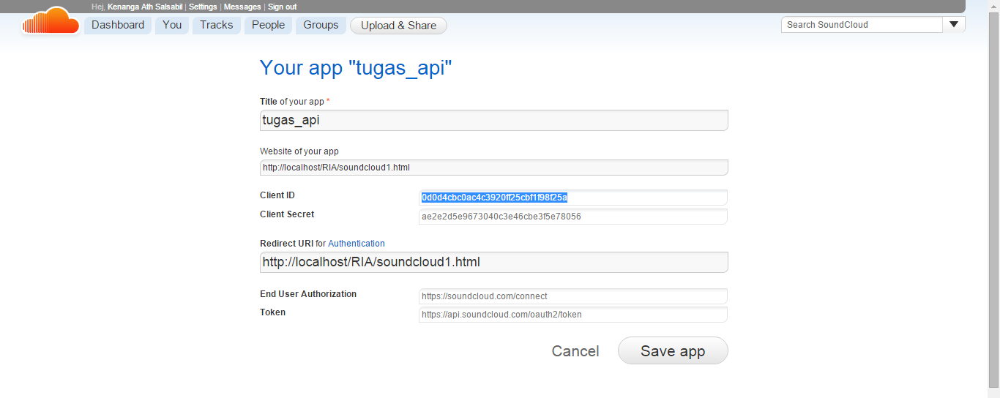 Hej, Kenanga Ath Salsabil | Settings | Messages | Sign out
Dashboard You Tracks People Groups Upload & Share Search SoundCloud
Your app "tugas_api"
Title of your app *
tugas_api
Website of your app
http://localhost/RIA/soundcloud1.html
Client ID 0d0d4cbc0ac4c3920ff25cbf1f98f25a
Client Secret ae2e2d5e9673040c3e46cbe3f5e78056
Redirect URI for Authentication
http://localhost/RIA/soundcloud1.html
End User Authorization https://soundcloud.com/connect
Token https://api.soundcloud.com/oauth2/token
Cancel Save app